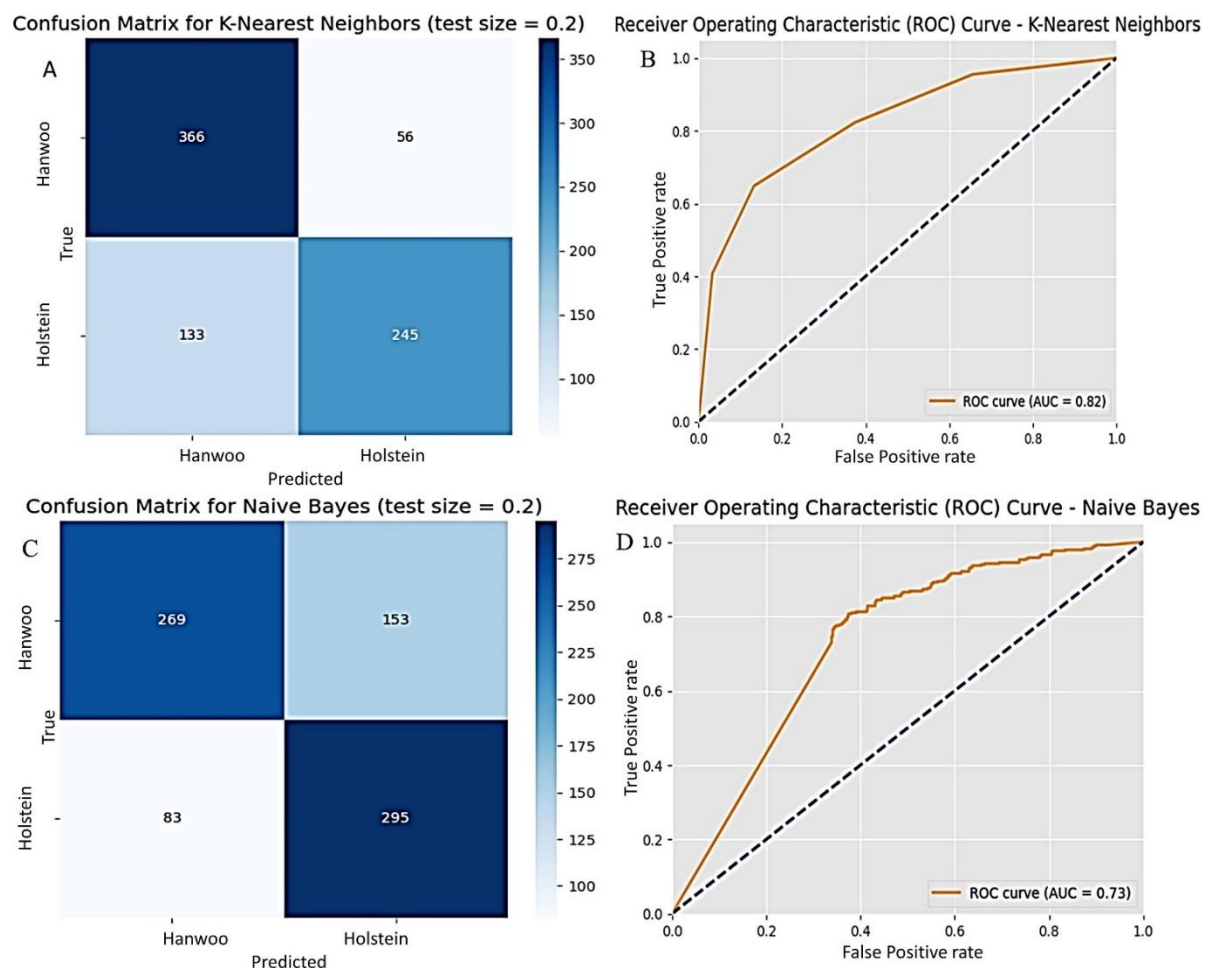 Confusion Matrix for K-Nearest Neighbors (test size = 0.2)
A
Hanwoo
Holstein
True
366
56
133
245
350
300
250
200
150
100
Hanwoo
Holstein
Predicted
Receiver Operating Characteristic (ROC) Curve - K-Nearest Neighbors
B
True Positive rate
1.0
0.8
0.6
0.4
0.2
0.0
0.0
0.2
0.4
0.6
0.8
1.0
ROC curve (AUC = 0.82)
False Positive rate
Confusion Matrix for Naive Bayes (test size = 0.2)
C
Hanwoo
Holstein
True
269
153
83
295
275
250
225
200
175
150
125
100
Hanwoo
Holstein
Predicted
Receiver Operating Characteristic (ROC) Curve - Naive Bayes
D
True Positive rate
1.0
0.8
0.6
0.4
0.2
0.0
0.0
0.2
0.4
0.6
0.8
1.0
ROC curve (AUC = 0.73)
False Positive rate